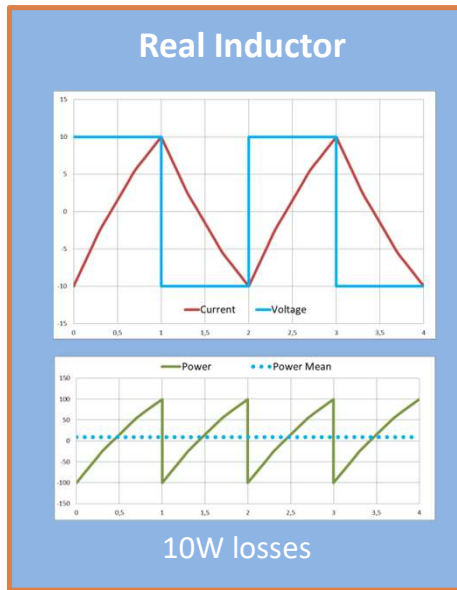 Real Inductor
15
10
5
0
-5
-10
-15
Current Voltage
0 0,5 1 1,5 2 2,5 3 3,5 4
Power Power Mean
150
100
50
0
-50
-100
-150
0 0,5 1 1,5 2 2,5 3 3,5 4
10W losses